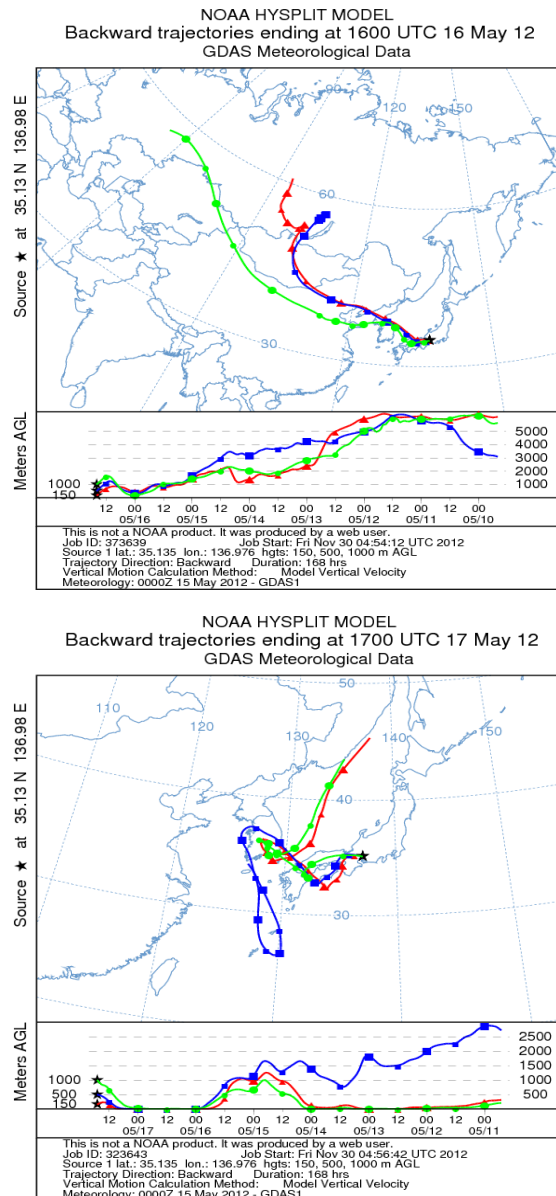 NOAA HYSPLIT MODEL
Backward trajectories ending at 1600 UTC 16 May 12
GDAS Meteorological Data
Source ★ at 35.13 N 136.98 E
90 120 150
60
30
Meters AGL
5000
4000
3000
2000
1000 1000
150
12 00 12 00 12 00 12 00 12 00 12 00 12 00
05/16 05/15 05/14 05/13 05/12 05/11 05/10
This is not a NOAA product. It was produced by a web user.
Job ID: 373639 Job Start: Fri Nov 30 04:54:12 UTC 2012
Source 1 lat.: 35.135 lon.: 136.976 hgts: 150, 500, 1000 m AGL
Trajectory Direction: Backward Duration: 168 hrs
Vertical Motion Calculation Method: Model Vertical Velocity
Meteorology: 0000Z 15 May 2012 - GDAS1
NOAA HYSPLIT MODEL
Backward trajectories ending at 1700 UTC 17 May 12
GDAS Meteorological Data
Source ★ at 35.13 N 136.98 E
50
110 120 130 140 150
40
30
Meters AGL
2500
2000
1500
1000 1000
500 500
150
12 00 12 00 12 00 12 00 12 00 12 00 12 00
05/17 05/16 05/15 05/14 05/13 05/12 05/11
This is not a NOAA product. It was produced by a web user.
Job ID: 323643 Job Start: Fri Nov 30 04:56:42 UTC 2012
Source 1 lat.: 35.135 lon.: 136.976 hgts: 150, 500, 1000 m AGL
Trajectory Direction: Backward Duration: 168 hrs
Vertical Motion Calculation Method: Model Vertical Velocity
Meteorology: 0000Z 15 May 2012 - GDAS1